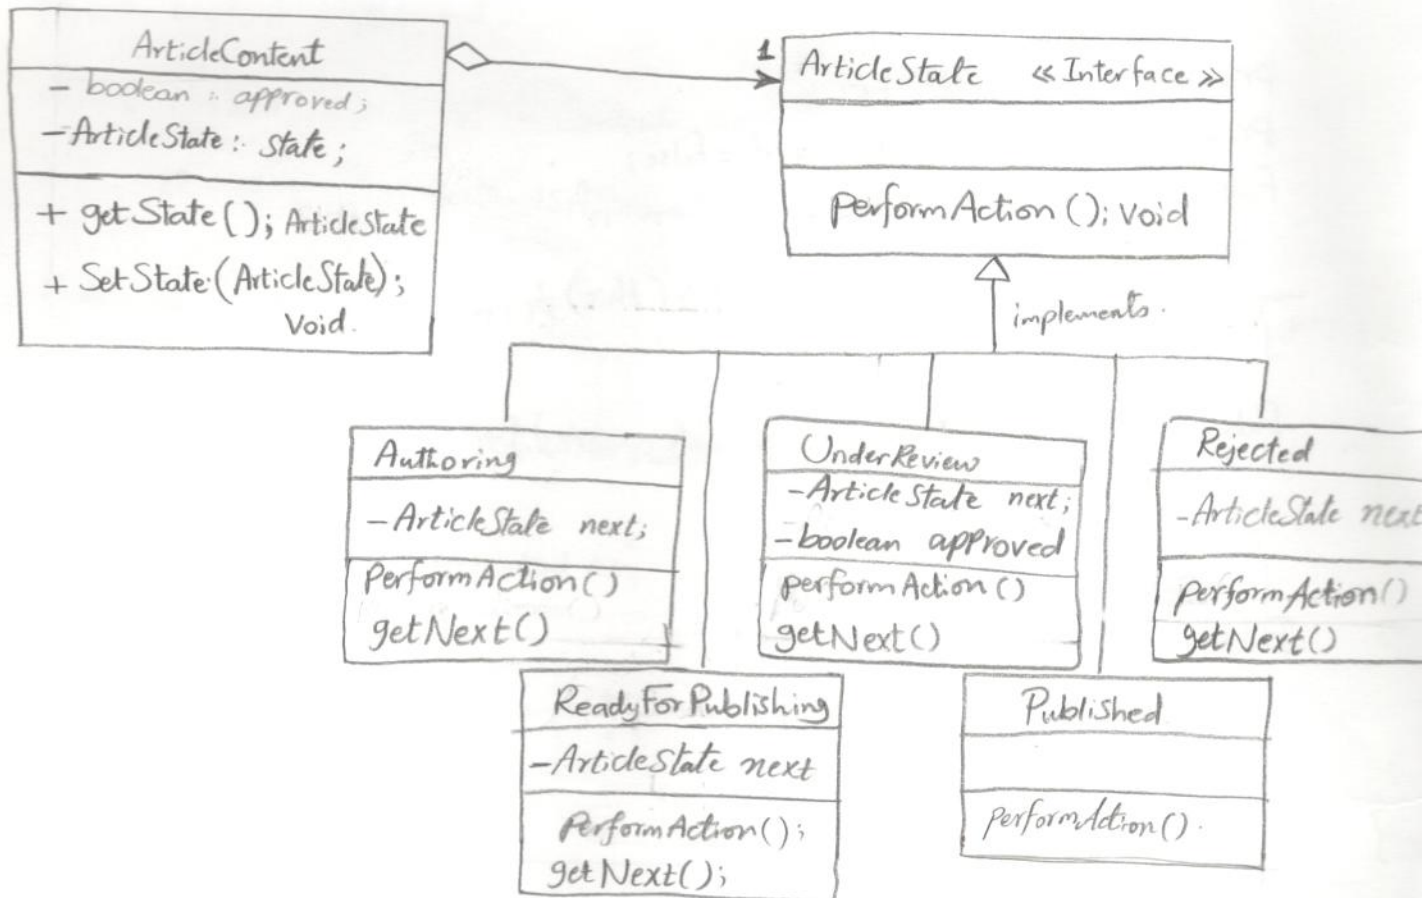 ArticleContent
- boolean : approved;
- ArticleState : State;
+ getState(); ArticleState
+ SetState(ArticleState);
Void.
1
ArticleState <<Interface>>
performAction(); Void
implements.
Authoring
- ArticleState next;
PerformAction()
getNext()
UnderReview
- ArticleState next;
- boolean approved
performAction()
getNext()
Rejected
- ArticleState next
performAction()
getNext()
ReadyForPublishing
- ArticleState next
PerformAction();
getNext();
Published
performAction().